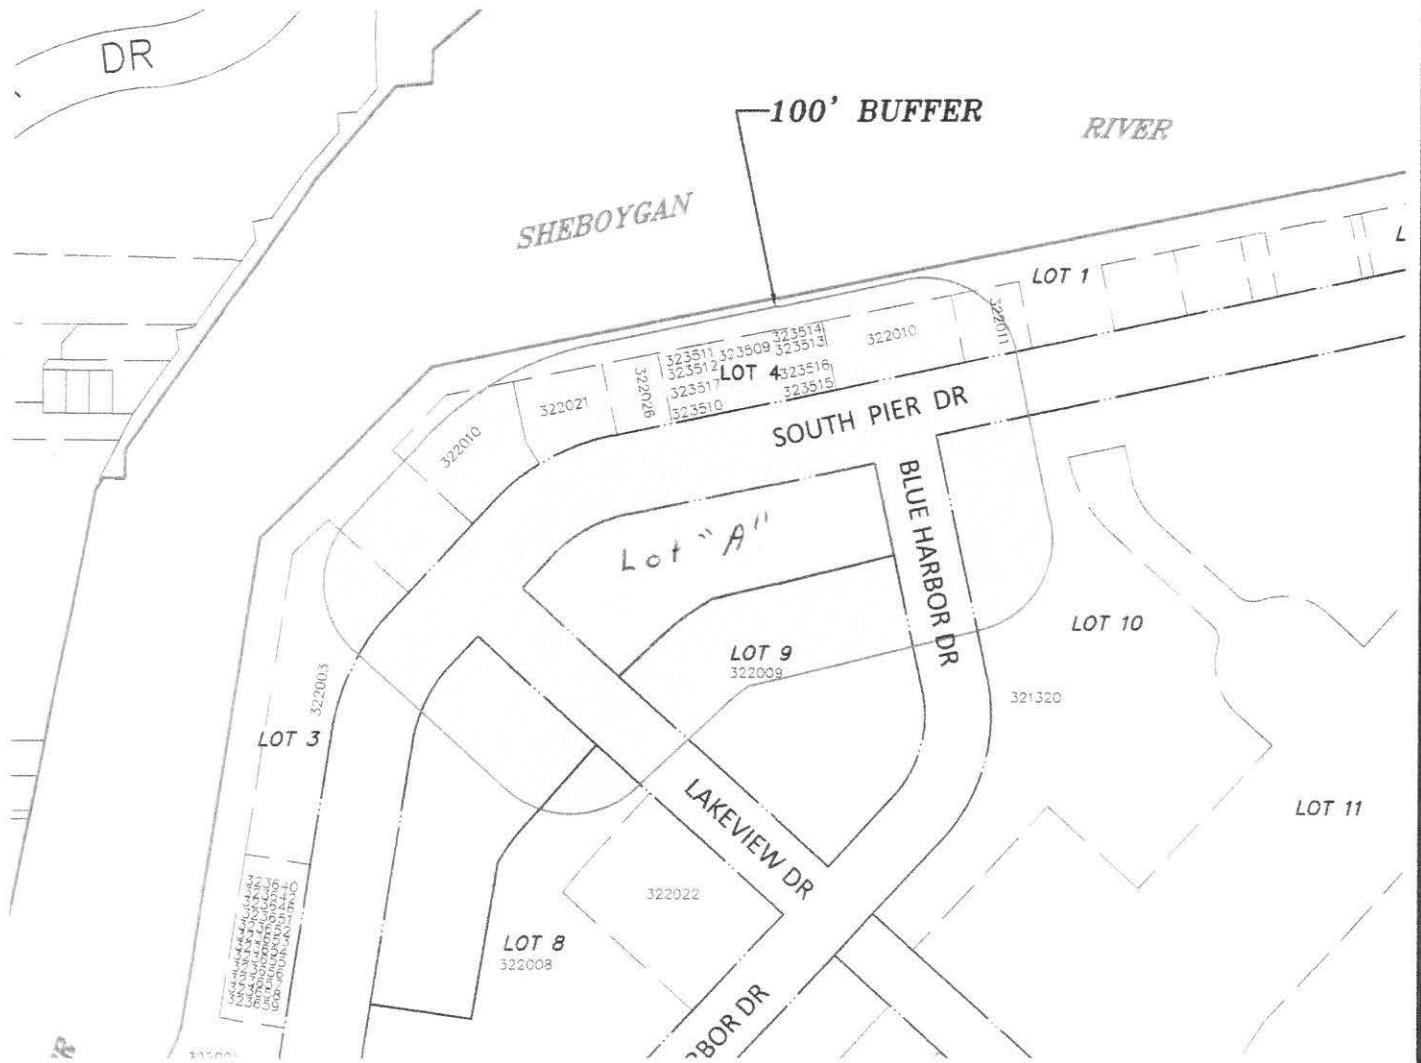 DR
100' BUFFER
RIVER
SHEBOYGAN
LOT 1
L
322011
322010
323514
323511 323509 323513
323512
LOT 4 323516
323517
323515
323510
322026
322021
322010
SOUTH PIER DR
BLUE HARBOR DR
Lot "A"
LOT 9
322009
LOT 10
321320
322003
LOT 3
LAKEVIEW DR
LOT 11
322022
LOT 8
322008
RBOR DR